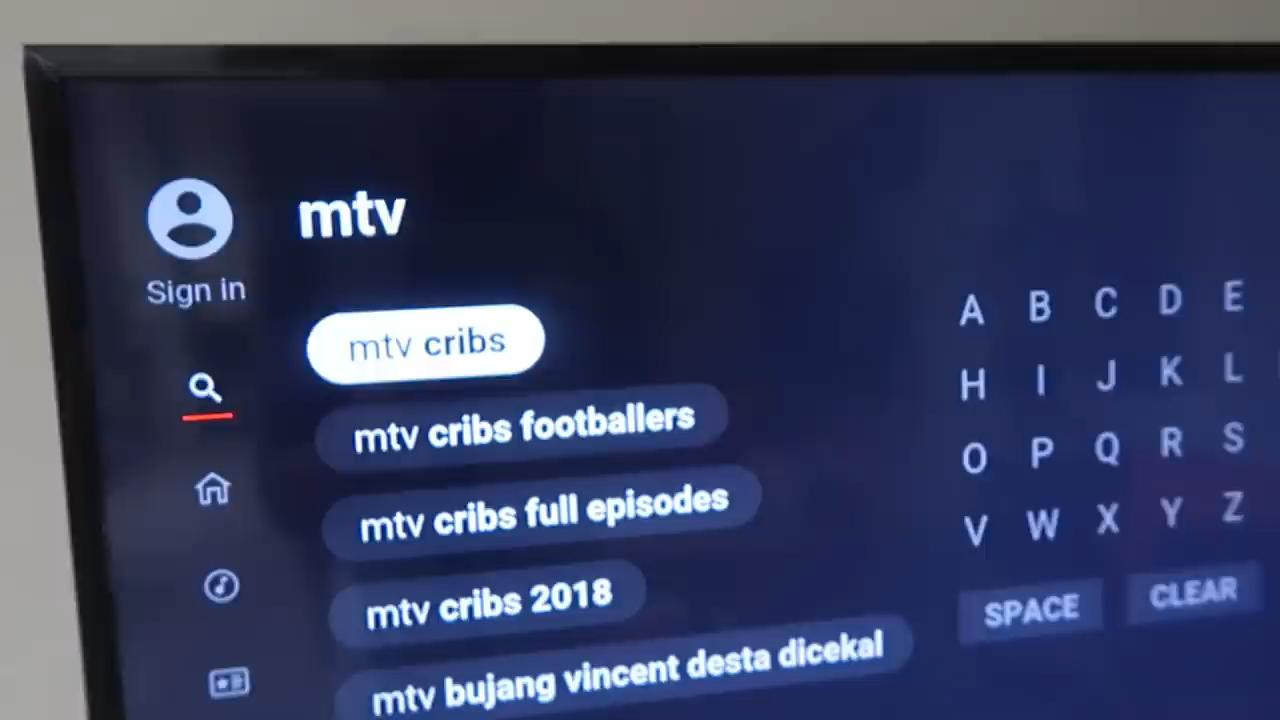 mtv
Sign in
mtv cribs
mtv cribs footballers
mtv cribs full episodes
mtv cribs 2018
mtv bujang vincent desta dicekal
A B C D E
H I J K L
O P Q R S
V W X Y Z
SPACE CLEAR